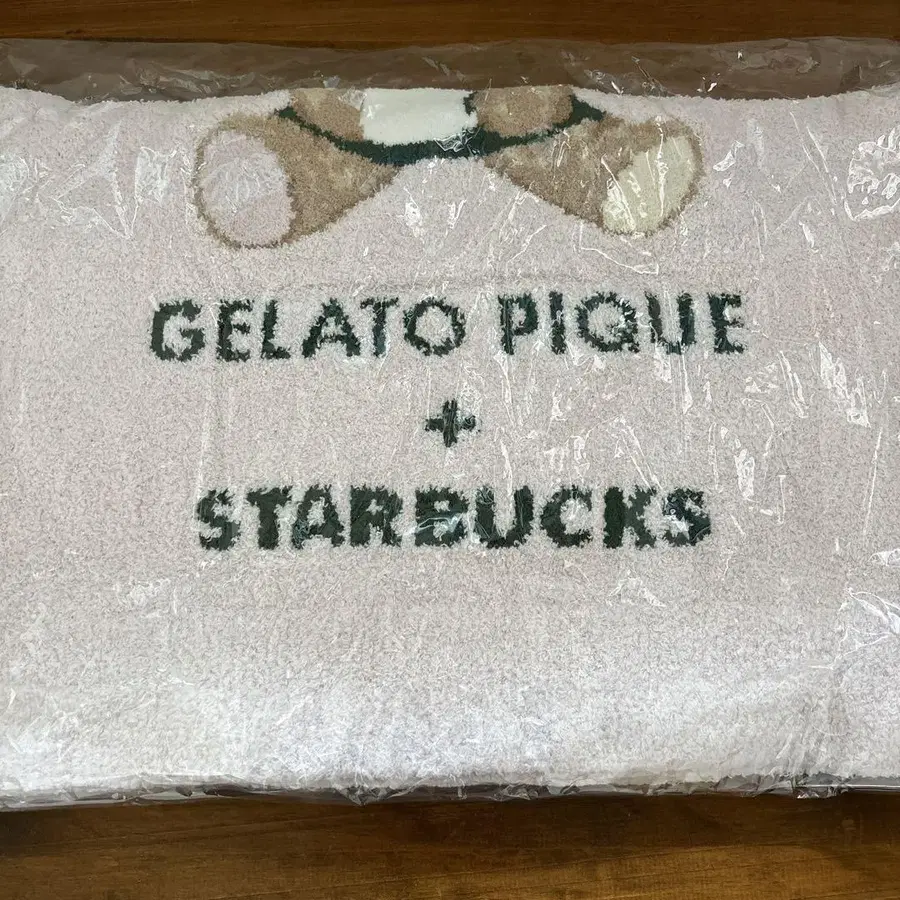 GELATO PIQUE
+
STARBUCKS